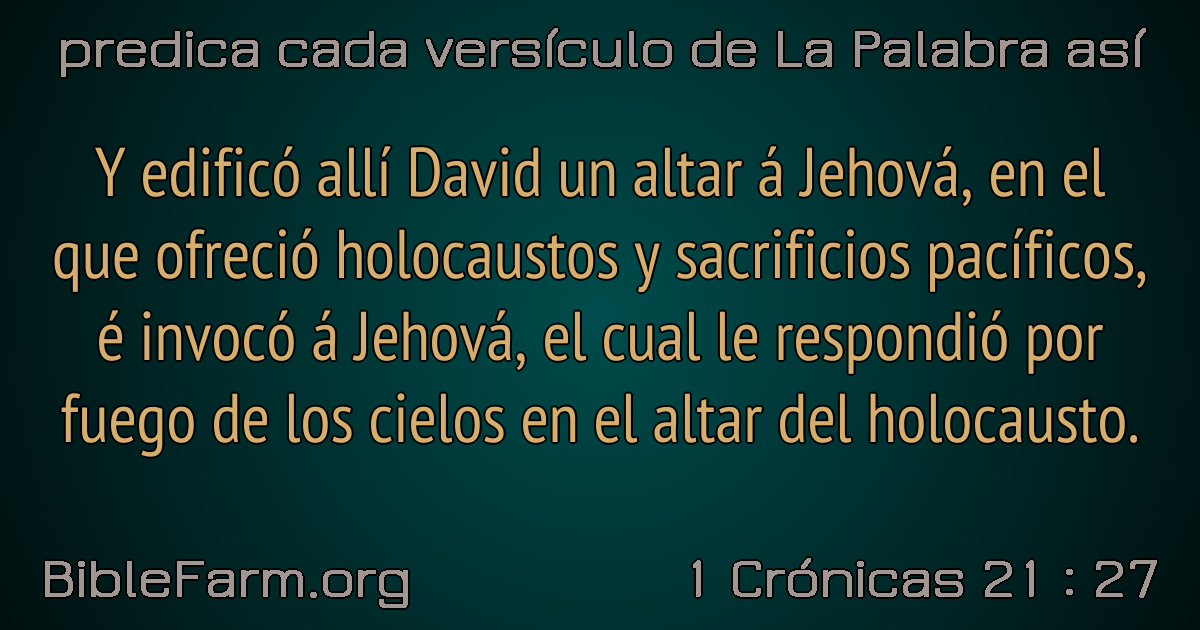 predica cada versículo de La Palabra así
Y edificó allí David un altar á Jehová, en el
que ofreció holocaustos y sacrificios pacíficos,
é invocó á Jehová, el cual le respondió por
fuego de los cielos en el altar del holocausto.
BibleFarm.org
1 Crónicas 21 : 27